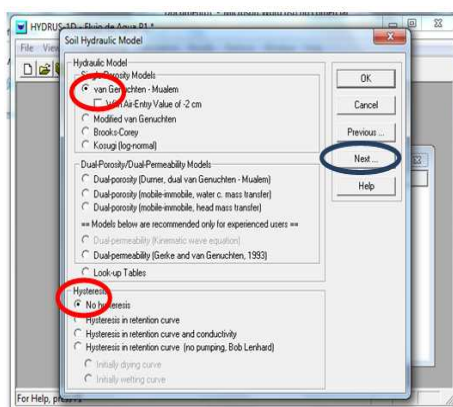 HYDRUS-1D - Flujo de Agua P1 *
Soil Hydraulic Model
File View
Hydraulic Model
Single-Porosity Models
van Genuchten - Mualem
With Air-Entry Value of -2 cm
Modified van Genuchten
Brooks-Corey
Kosugi (log-normal)
Dual-Porosity/Dual-Permeability Models
Dual-porosity (Durner, dual van Genuchten - Mualem)
Dual-porosity (mobile-immobile, water c. mass transfer)
Dual-porosity (mobile-immobile, head mass transfer)
== Models below are recommended only for experienced users ==
Dual-permeability (Kinematic wave equation)
Dual-permeability (Gerke and van Genuchten, 1993)
Look-up Tables
Hysteresis
No hysteresis
Hysteresis in retention curve
Hysteresis in retention curve and conductivity
Hysteresis in retention curve (no pumping, Bob Lenhard)
Initially drying curve
Initially wetting curve
OK
Cancel
Previous ...
Next ...
Help
For Help, press